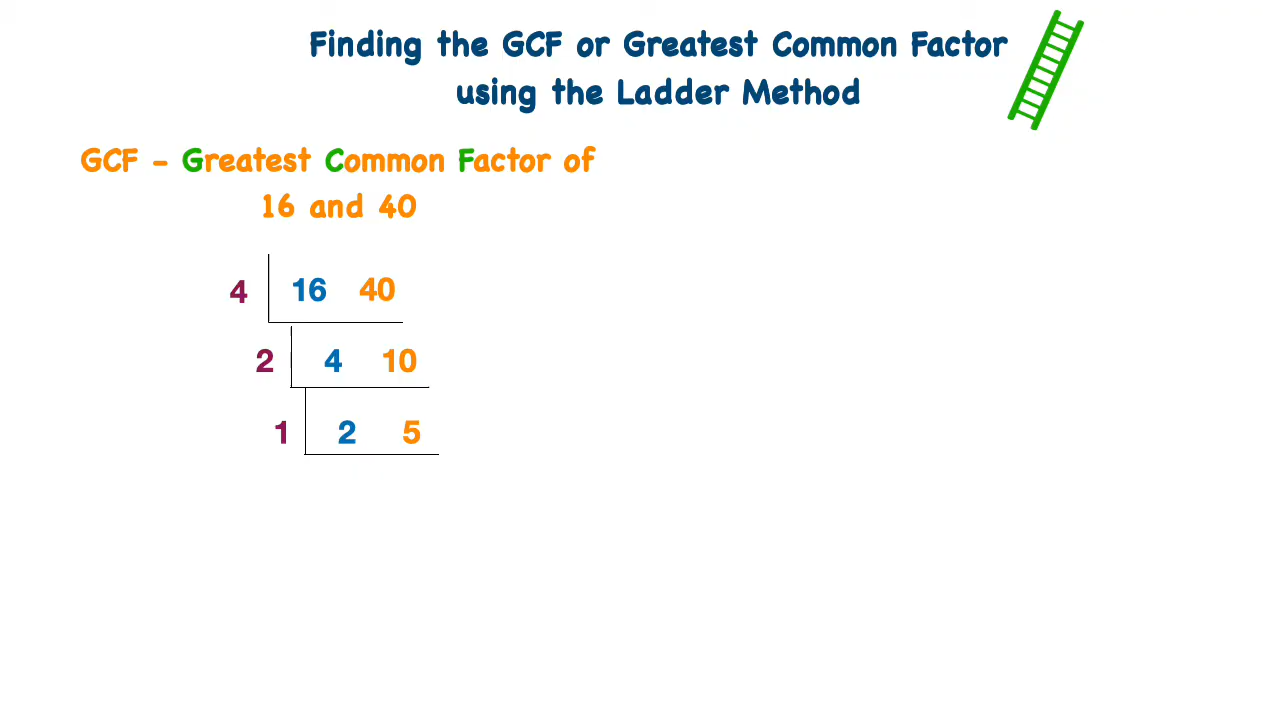 Finding the GCF or Greatest Common Factor
using the Ladder Method
GCF - Greatest Common Factor of
16 and 40
4 16 40
2 4 10
1 2 5